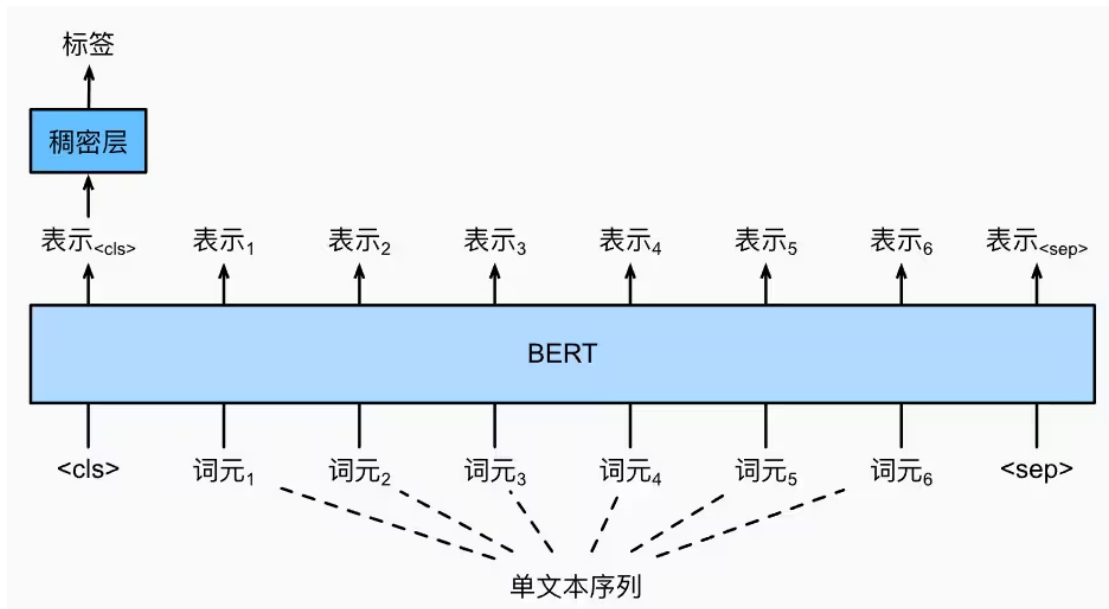 标签
稠密层
表示<cls> 表示1 表示2 表示3 表示4 表示5 表示6 表示<sep>
BERT
<cls> 词元1 词元2 词元3 词元4 词元5 词元6 <sep>
单文本序列